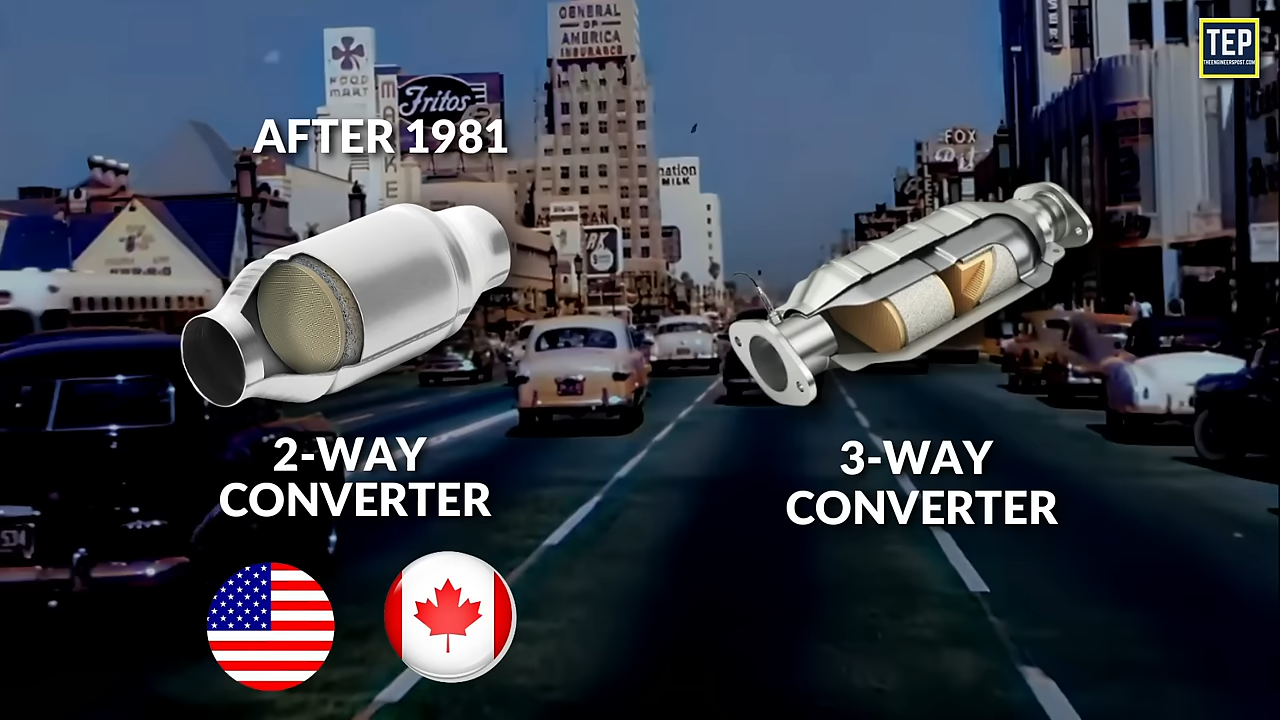 TEP
THEENGINEERSPOST.COM
GENERAL
OF
AMERICA
INSURANCE
FOOD
MART
Fritos
AFTER 1981
FOX
MILK
2-WAY
CONVERTER
3-WAY
CONVERTER